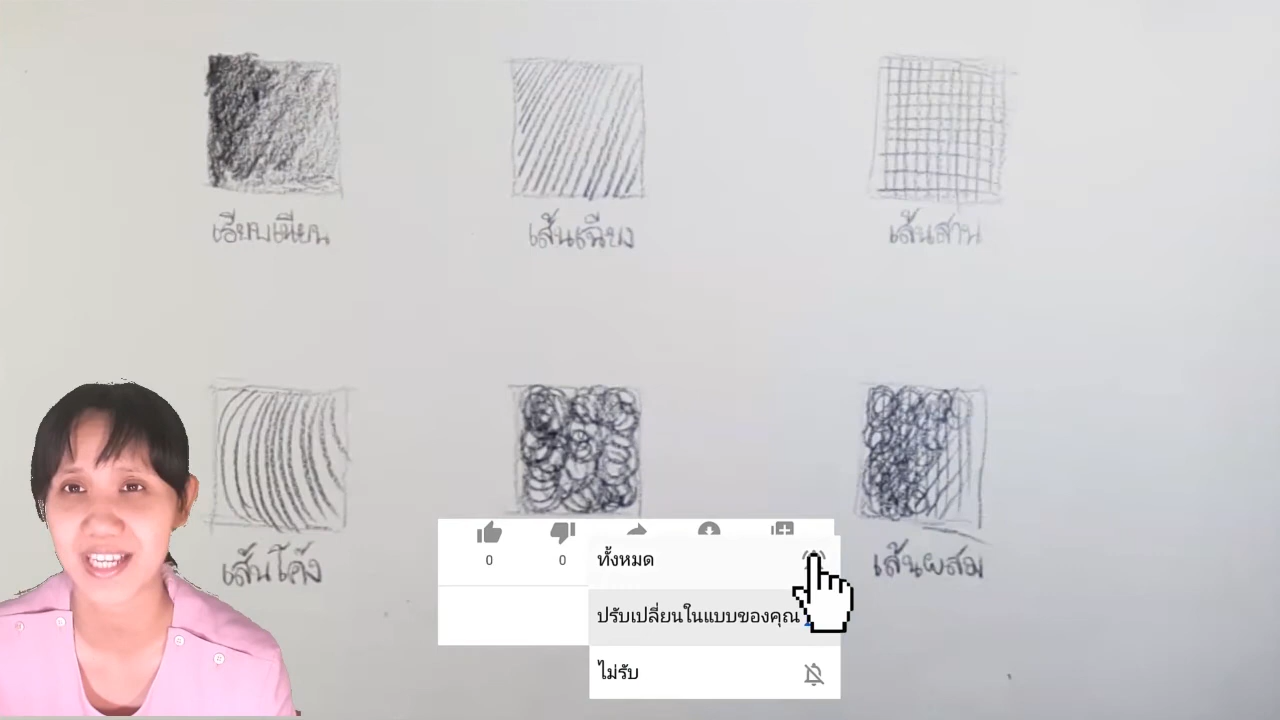 เรียบเนียน
เส้นเฉียง
เส้นสาน
เส้นโค้ง
เส้นผสม
0
0
ทั้งหมด
ปรับเปลี่ยนในแบบของคุณ
ไม่รับ